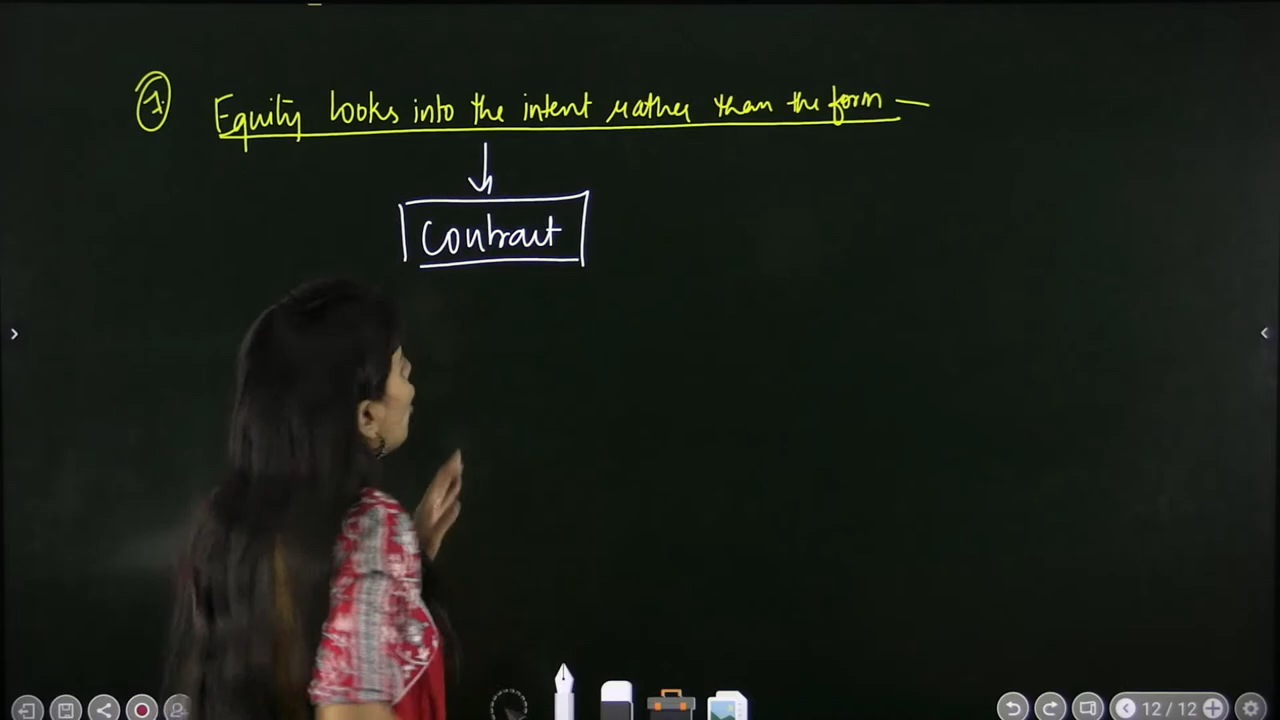 7. Equity looks into the intent rather than the form —
Contract
12 / 12